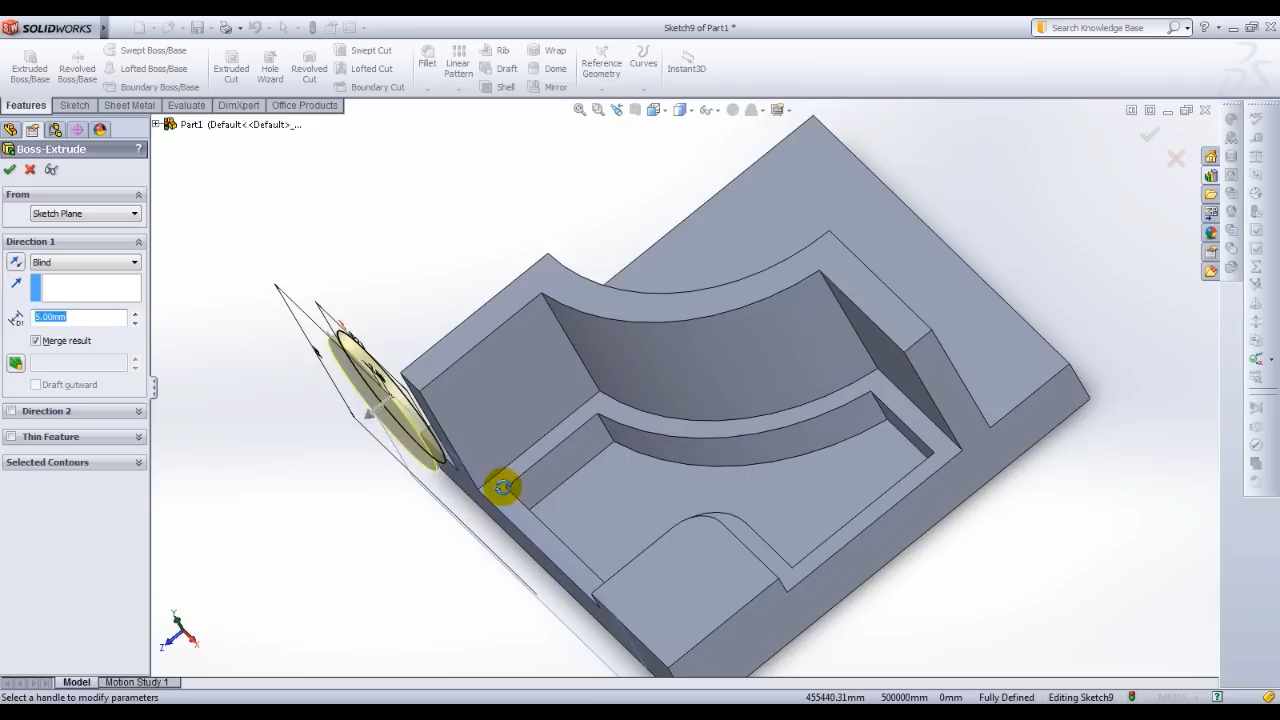 SOLIDWORKS
Sketch9 of Part1 *
Search Knowledge Base
Extruded Boss/Base
Revolved Boss/Base
Swept Boss/Base
Lofted Boss/Base
Boundary Boss/Base
Extruded Cut
Hole Wizard
Revolved Cut
Swept Cut
Lofted Cut
Boundary Cut
Fillet
Linear Pattern
Rib
Draft
Shell
Wrap
Dome
Mirror
Reference Geometry
Curves
Instant3D
Features
Sketch
Sheet Metal
Evaluate
DimXpert
Office Products
Part1 (Default<<Default>_...
Boss-Extrude
?
From
Sketch Plane
Direction 1
Blind
D1
5.00mm
Merge result
Draft outward
Direction 2
Thin Feature
Selected Contours
Y
Z
X
Model
Motion Study 1
Select a handle to modify parameters
455440.31mm
500000mm
0mm
Fully Defined
Editing Sketch9
?